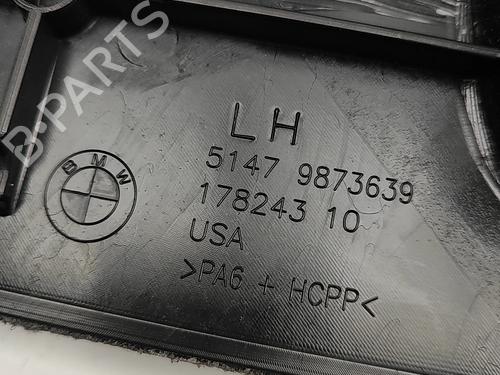 B-PARTS
LH
BMW
5147 9873639
178243 10
USA
>PA6 + HCPP<